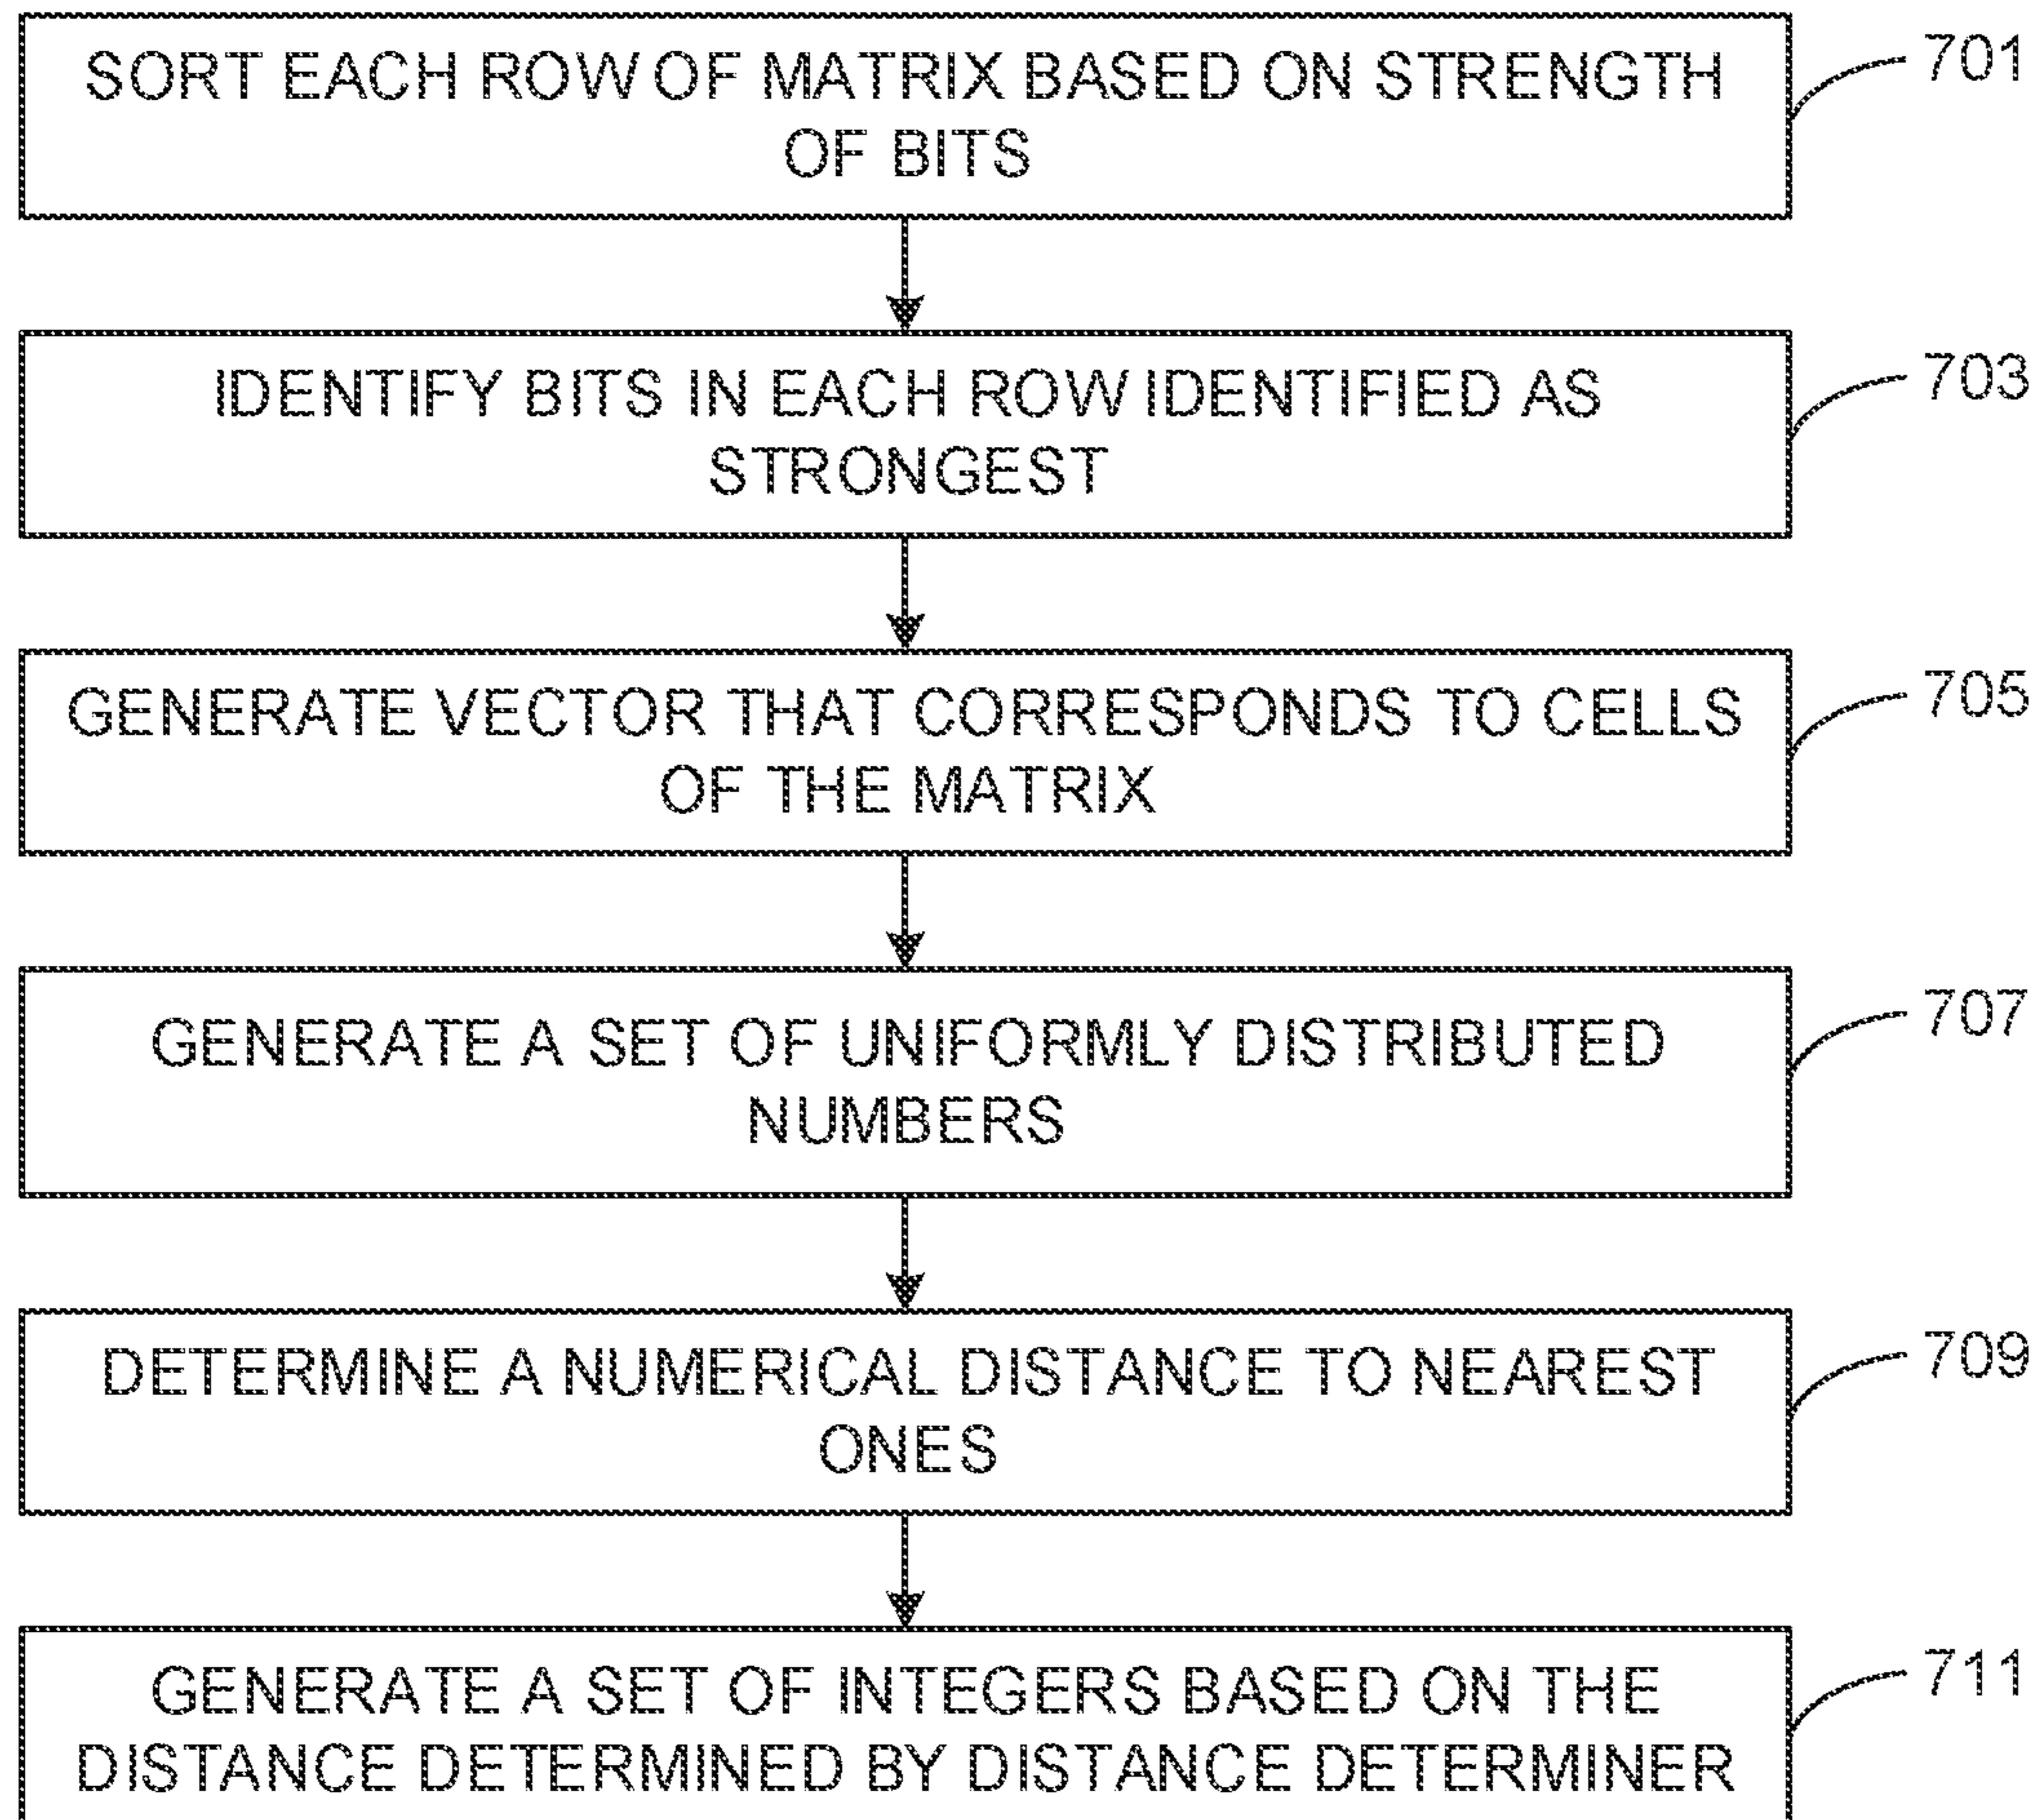 SORT EACH ROW OF MATRIX BASED ON STRENGTH
OF BITS
701
IDENTIFY BITS IN EACH ROW IDENTIFIED AS
STRONGEST
703
GENERATE VECTOR THAT CORRESPONDS TO CELLS
OF THE MATRIX
705
GENERATE A SET OF UNIFORMLY DISTRIBUTED
NUMBERS
707
DETERMINE A NUMERICAL DISTANCE TO NEAREST
ONES
709
GENERATE A SET OF INTEGERS BASED ON THE
DISTANCE DETERMINED BY DISTANCE DETERMINER
711